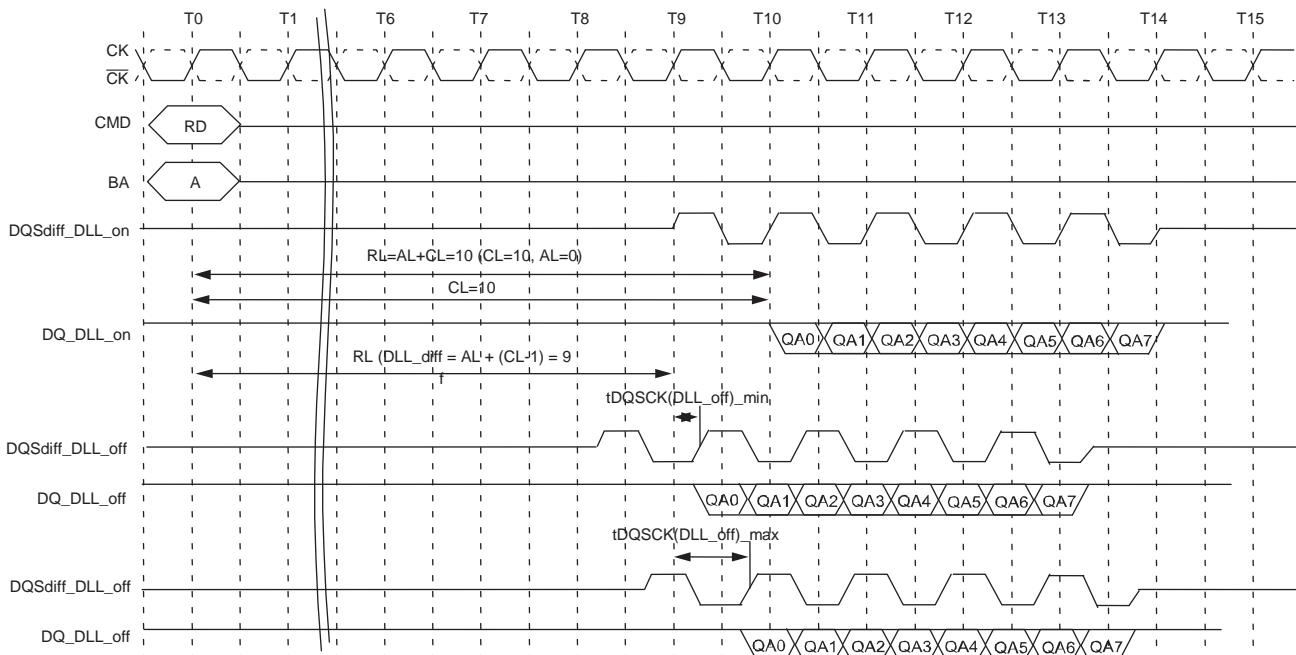 T0 T1 T6 T7 T8 T9 T10 T11 T12 T13 T14 T15
CK
CK
CMD RD
BA A
DQSdiff_DLL_on
RL=AL+CL=10 (CL=10, AL=0)
CL=10
DQ_DLL_on QA0 QA1 QA2 QA3 QA4 QA5 QA6 QA7
RL (DLL_diff = AL + (CL-1) = 9
f
tDQSCK(DLL_off)_min
DQSdiff_DLL_off
DQ_DLL_off QA0 QA1 QA2 QA3 QA4 QA5 QA6 QA7
tDQSCK(DLL_off)_max
DQSdiff_DLL_off
DQ_DLL_off QA0 QA1 QA2 QA3 QA4 QA5 QA6 QA7